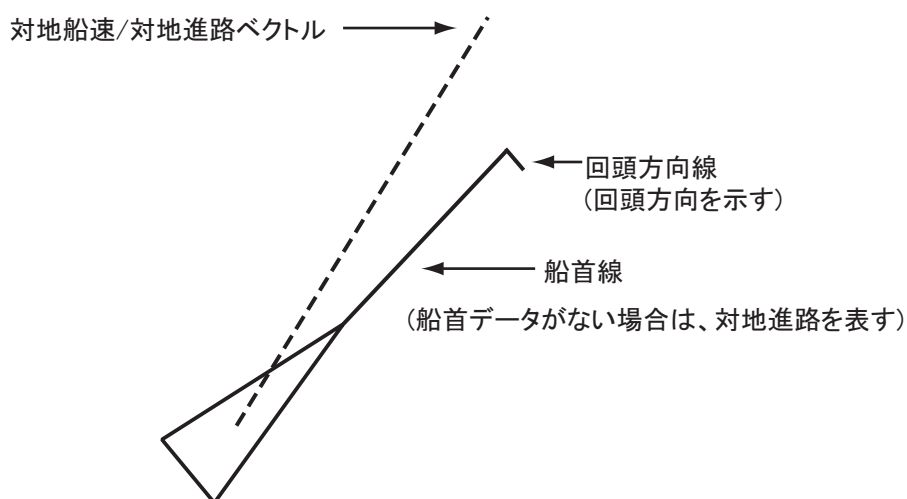 対地船速/対地進路ベクトル
回頭方向線
(回頭方向を示す)
船首線
(船首データがない場合は、対地進路を表す)